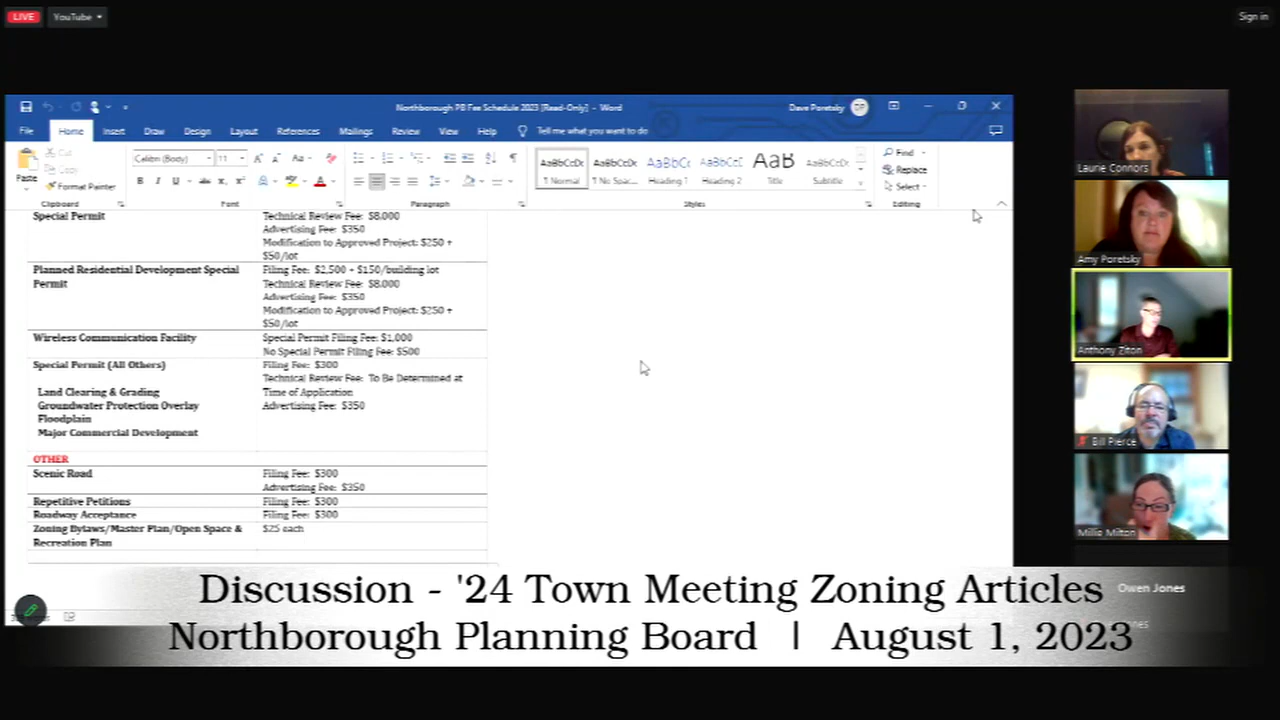 LIVE
YouTube
Sign in
Northborough PB Fee Schedule 2023 [Read-Only] - Word
Dave Poretsky
DP
File Home Insert Draw Design Layout References Mailings Review View Help Tell me what you want to do
Paste
Cut
Copy
Format Painter
Clipboard
Calibri (Body)
11
Font
Paragraph
AaBbCcDc
¶ Normal
AaBbCcDc
¶ No Spac...
AaBbCc
Heading 1
AaBbCcD
Heading 2
AaB
Title
AaBbCcD
Subtitle
Styles
Find
Replace
Select
Editing
Special Permit
Technical Review Fee: $8,000
Advertising Fee: $350
Modification to Approved Project: $250 +
$50/lot
Planned Residential Development Special
Permit
Filing Fee: $2,500 + $150/building lot
Technical Review Fee: $8,000
Advertising Fee: $350
Modification to Approved Project: $250 +
$50/lot
Wireless Communication Facility
Special Permit Filing Fee: $1,000
No Special Permit Filing Fee: $500
Special Permit (All Others)
Land Clearing & Grading
Groundwater Protection Overlay
Floodplain
Major Commercial Development
Filing Fee: $300
Technical Review Fee: To Be Determined at
Time of Application
Advertising Fee: $350
OTHER
Scenic Road
Filing Fee: $300
Advertising Fee: $350
Repetitive Petitions
Filing Fee: $300
Roadway Acceptance
Filing Fee: $300
Zoning Bylaws/Master Plan/Open Space &
Recreation Plan
$25 each
Laurie Connors
Amy Poretsky
Anthony Ziton
Bill Pierce
Millie Milton
Owen Jones
Discussion - '24 Town Meeting Zoning Articles
Northborough Planning Board | August 1, 2023